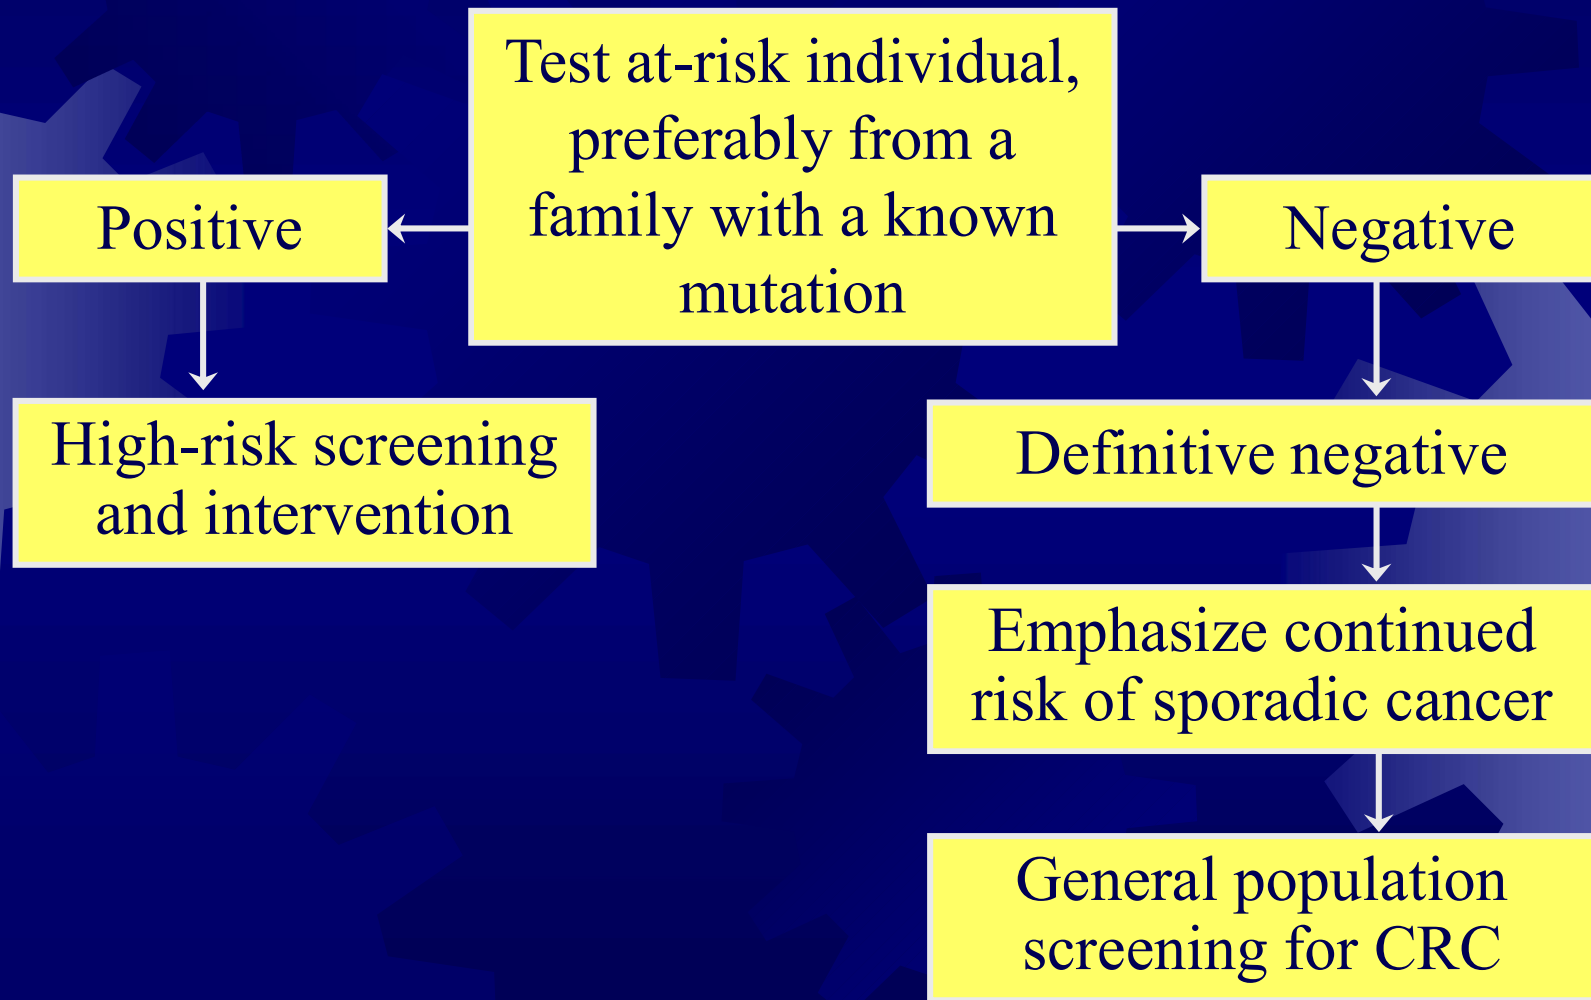 Test at-risk individual,
preferably from a
family with a known
mutation
Positive
Negative
High-risk screening
and intervention
Definitive negative
Emphasize continued
risk of sporadic cancer
General population
screening for CRC